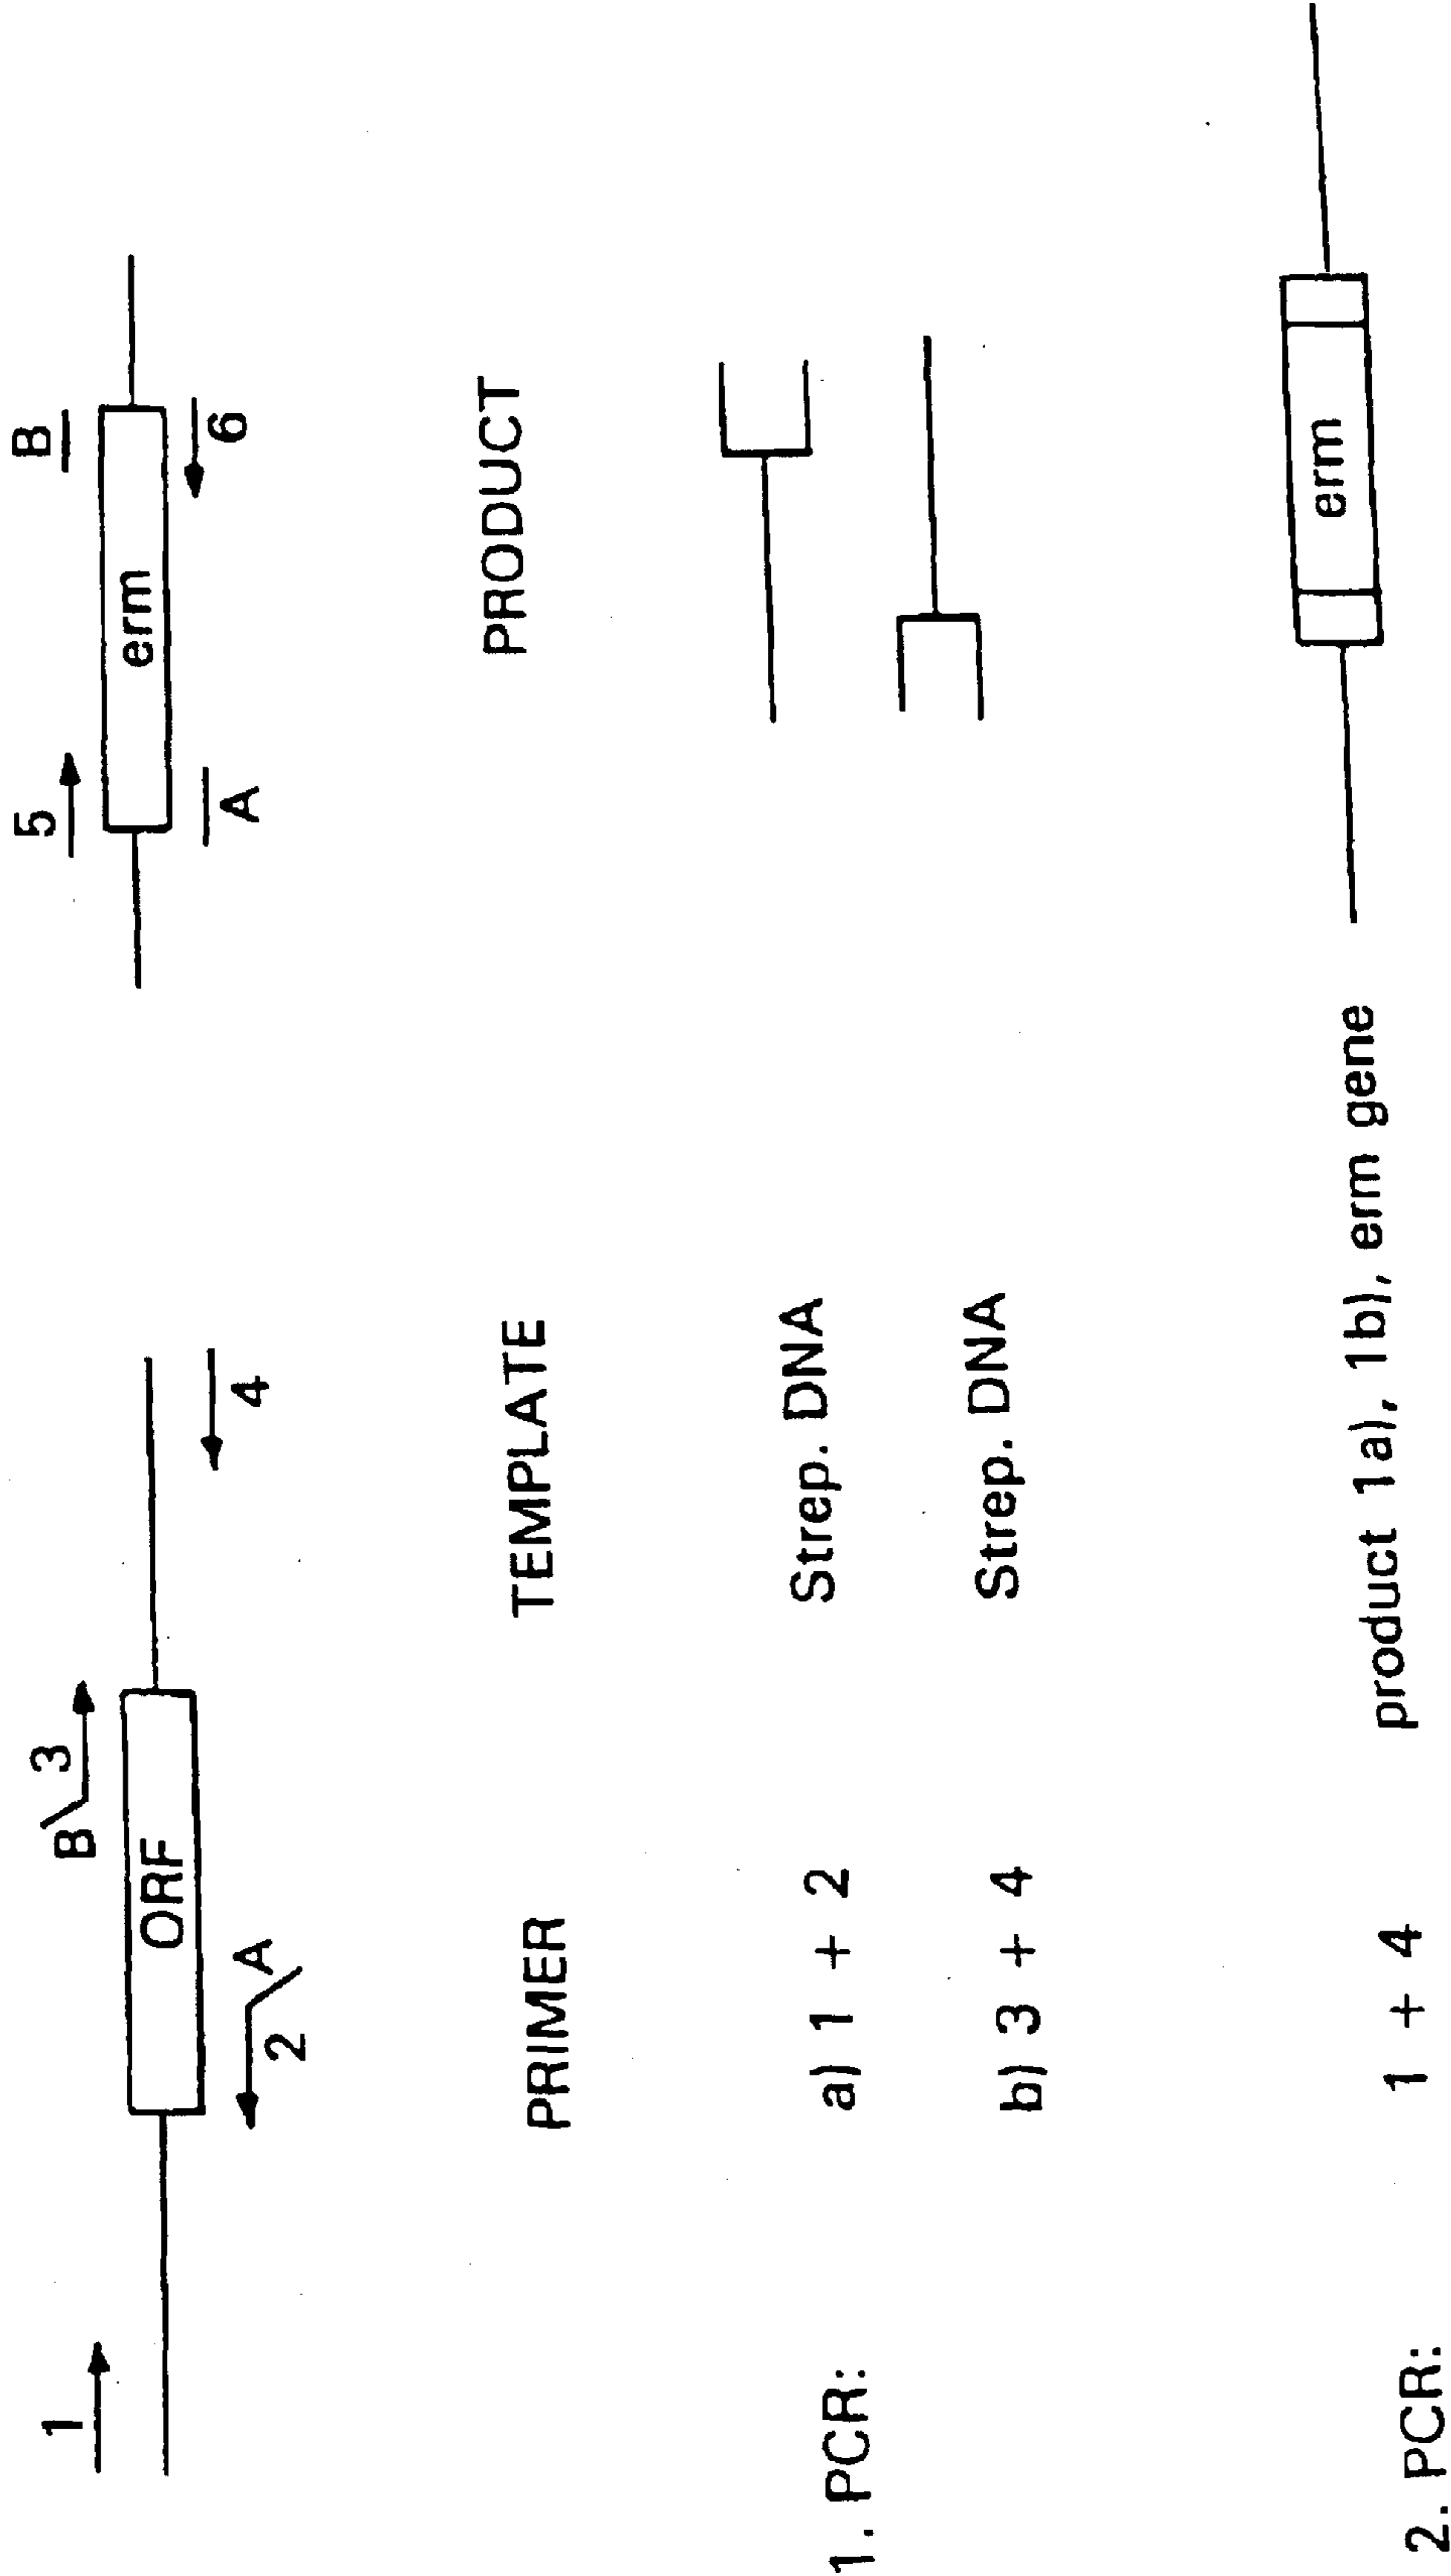 1
B 3
ORF
2 A
4
5
B
erm
A
6
PRIMER TEMPLATE PRODUCT
1. PCR: a) 1 + 2 Strep. DNA
b) 3 + 4 Strep. DNA
2. PCR: 1 + 4 product 1a), 1b), erm gene
erm